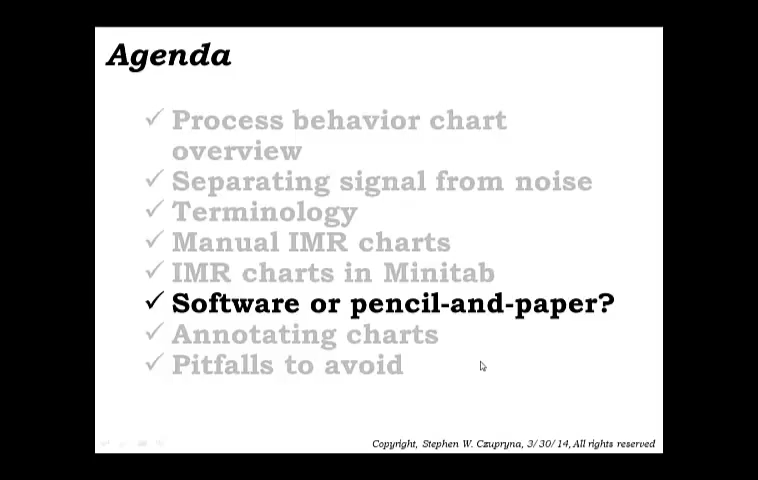 Agenda
✓ Process behavior chart
overview
✓ Separating signal from noise
✓ Terminology
✓ Manual IMR charts
✓ IMR charts in Minitab
✓ Software or pencil-and-paper?
✓ Annotating charts
✓ Pitfalls to avoid
Copyright, Stephen W. Czupryna, 3/30/14, All rights reserved